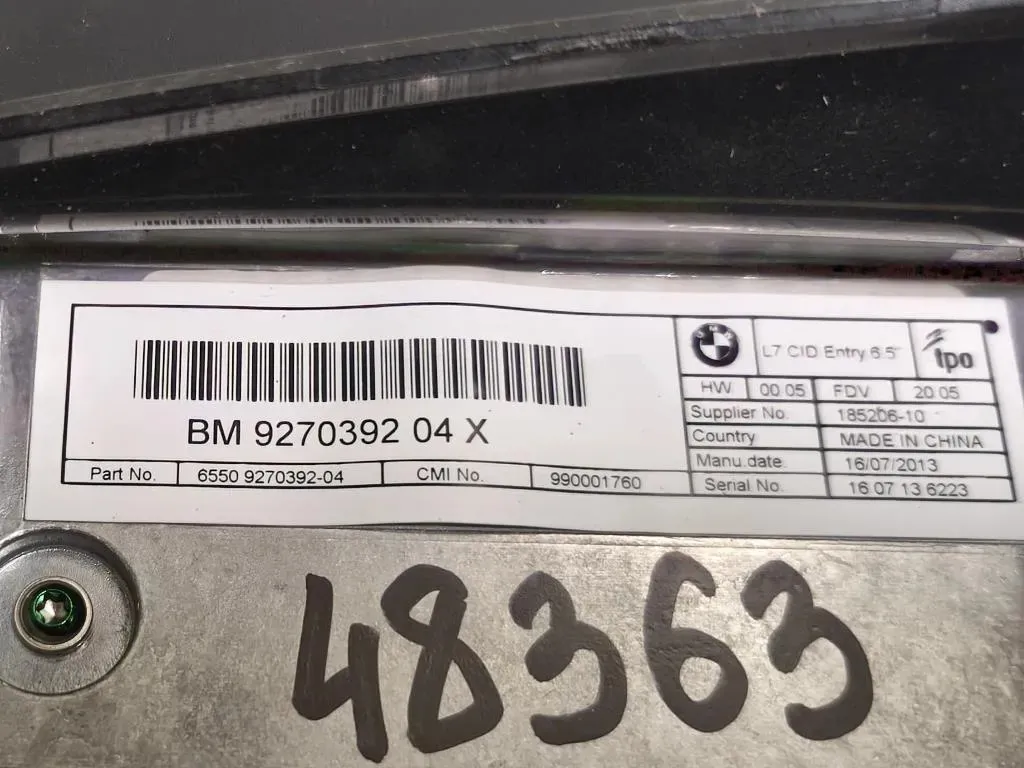 BM 9270392 04 X
Part No. 6550 9270392-04 CMI No. 990001760
BMW L7 CID Entry 6.5" tpo
HW 00 05 FDV 20 05
Supplier No. 185206-10
Country MADE IN CHINA
Manu.date. 16/07/2013
Serial No. 16 07 13 6223
48363